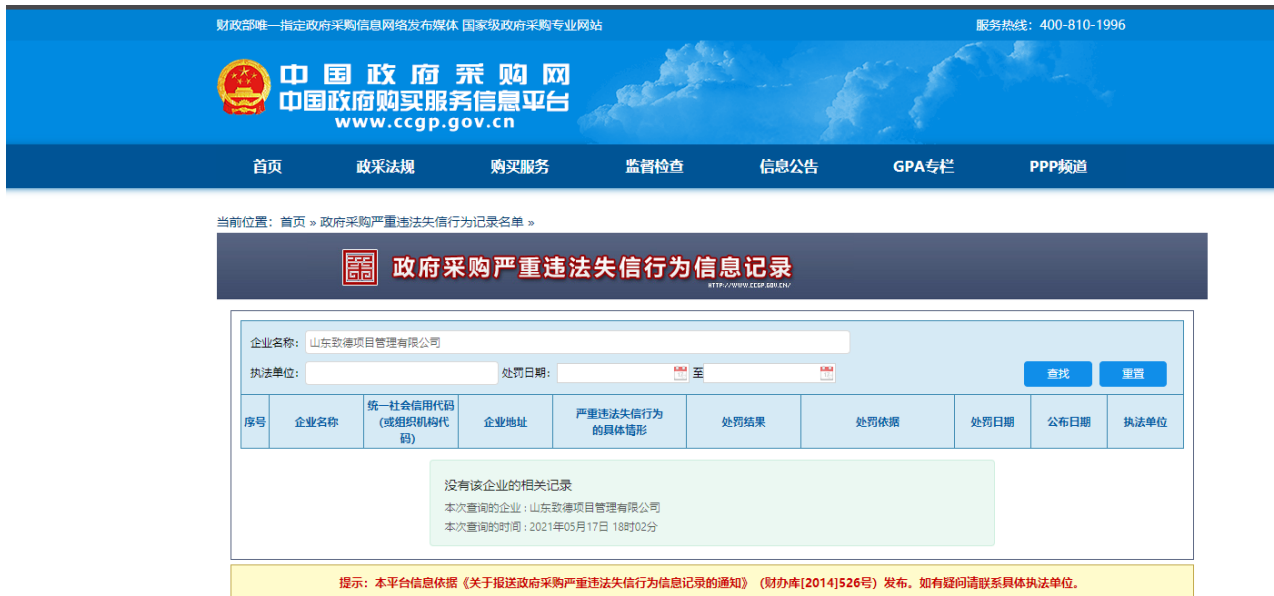 财政部唯一指定政府采购信息网络发布媒体 国家级政府采购专业网站
服务热线：400-810-1996
中国政府采购网
中国政府购买服务信息平台
www.ccgp.gov.cn
首页 政采法规 购买服务 监督检查 信息公告 GPA专栏 PPP频道
当前位置：首页 » 政府采购严重违法失信行为记录名单 »
政府采购严重违法失信行为信息记录
HTTP://WWW.CCGP.GOV.CN/
企业名称：山东致德项目管理有限公司
执法单位： 处罚日期： 至 查找 重置
序号 企业名称 统一社会信用代码(或组织机构代码) 企业地址 严重违法失信行为的具体情形 处罚结果 处罚依据 处罚日期 公布日期 执法单位
没有该企业的相关记录
本次查询的企业 : 山东致德项目管理有限公司
本次查询的时间 : 2021年05月17日 18时02分
提示：本平台信息依据《关于报送政府采购严重违法失信行为信息记录的通知》（财办库[2014]526号）发布。如有疑问请联系具体执法单位。